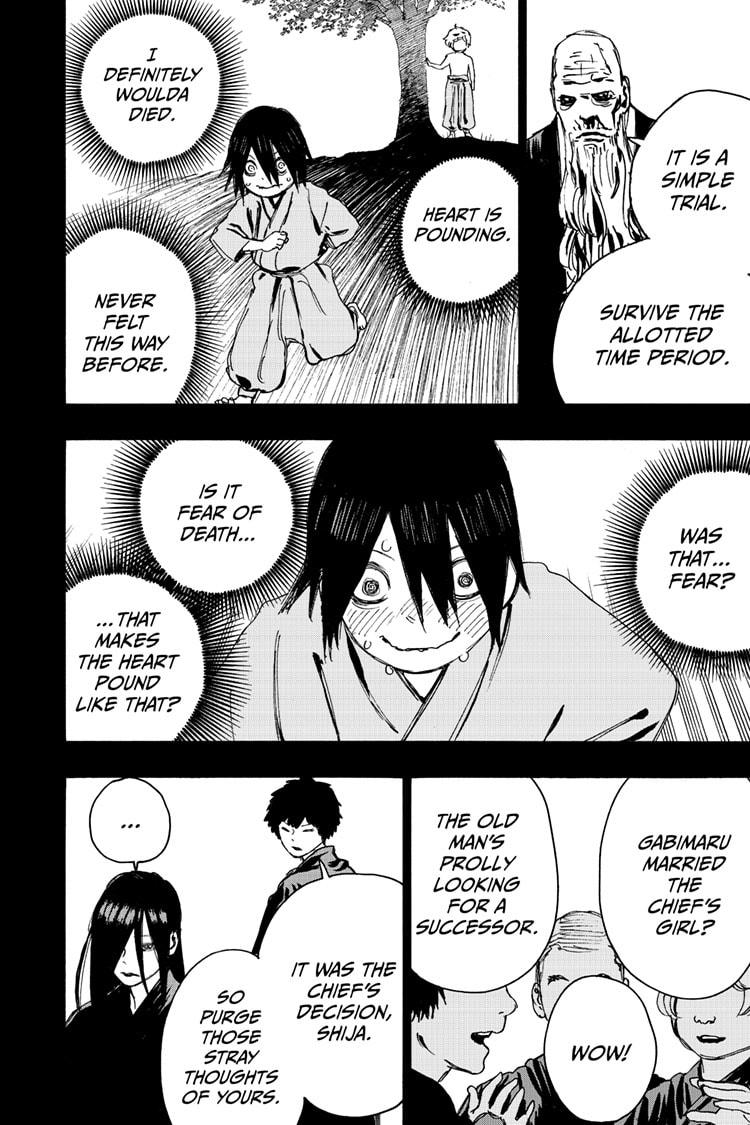 IT IS A
SIMPLE
TRIAL.
SURVIVE THE
ALLOTTED
TIME PERIOD.
HEART IS
POUNDING.
I
DEFINITELY
WOULDA
DIED.
NEVER
FELT
THIS WAY
BEFORE.
WAS
THAT...
FEAR?
IS IT
FEAR OF
DEATH...
...THAT
MAKES
THE HEART
POUND
LIKE THAT?
GABIMARU
MARRIED
THE
CHIEF'S
GIRL?
WOW!
THE OLD
MAN'S
PROLLY
LOOKING
FOR A
SUCCESSOR.
IT WAS THE
CHIEF'S
DECISION,
SHIJA.
SO
PURGE
THOSE
STRAY
THOUGHTS
OF YOURS.
...